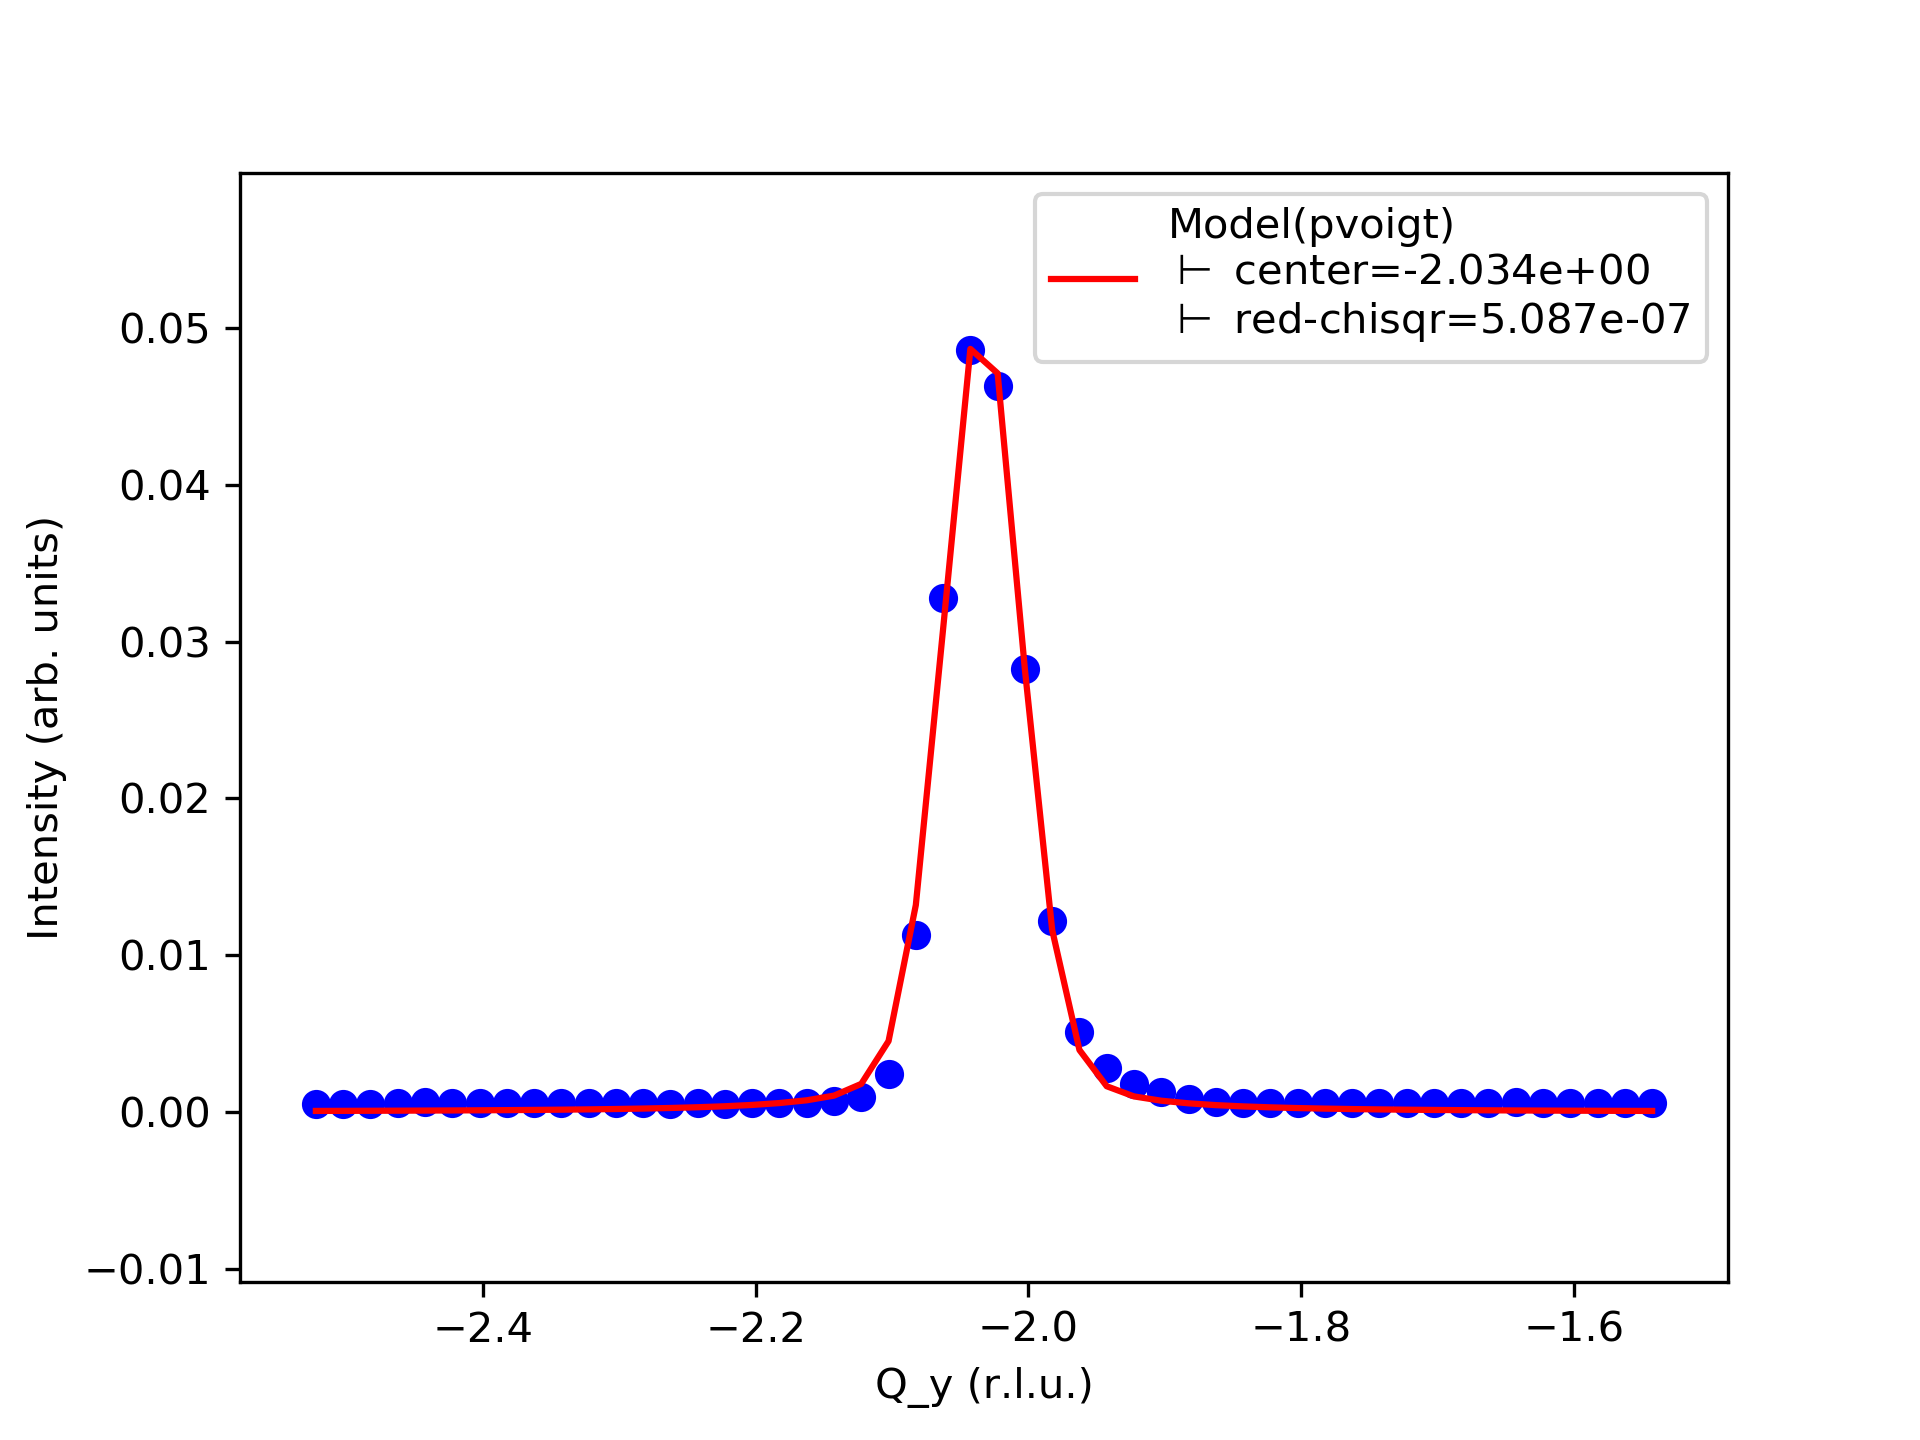 Model(pvoigt)
⊢ center=-2.034e+00
⊢ red-chisqr=5.087e-07
0.05
0.04
0.03
0.02
0.01
0.00
−0.01
Intensity (arb. units)
−2.4 −2.2 −2.0 −1.8 −1.6
Q_y (r.l.u.)